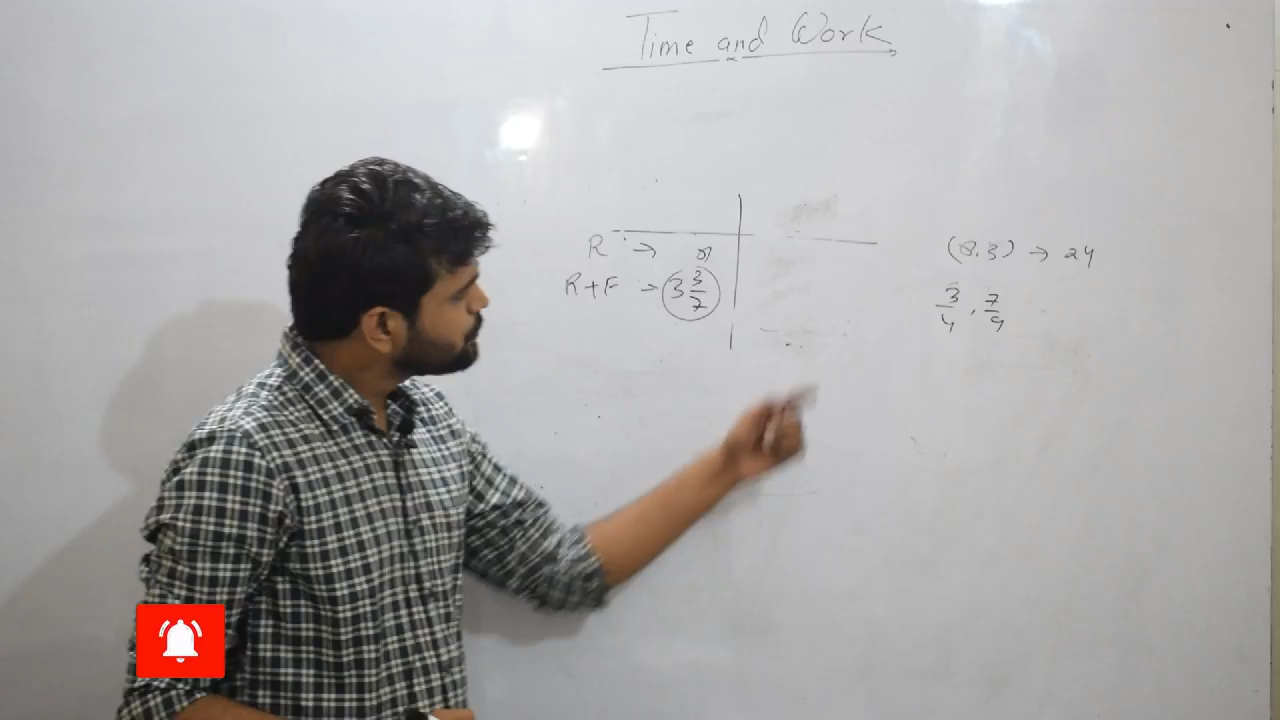 Time and Work
R → 8
R+F → 3 3/7
(8,3) → 24
3/4, 7/9